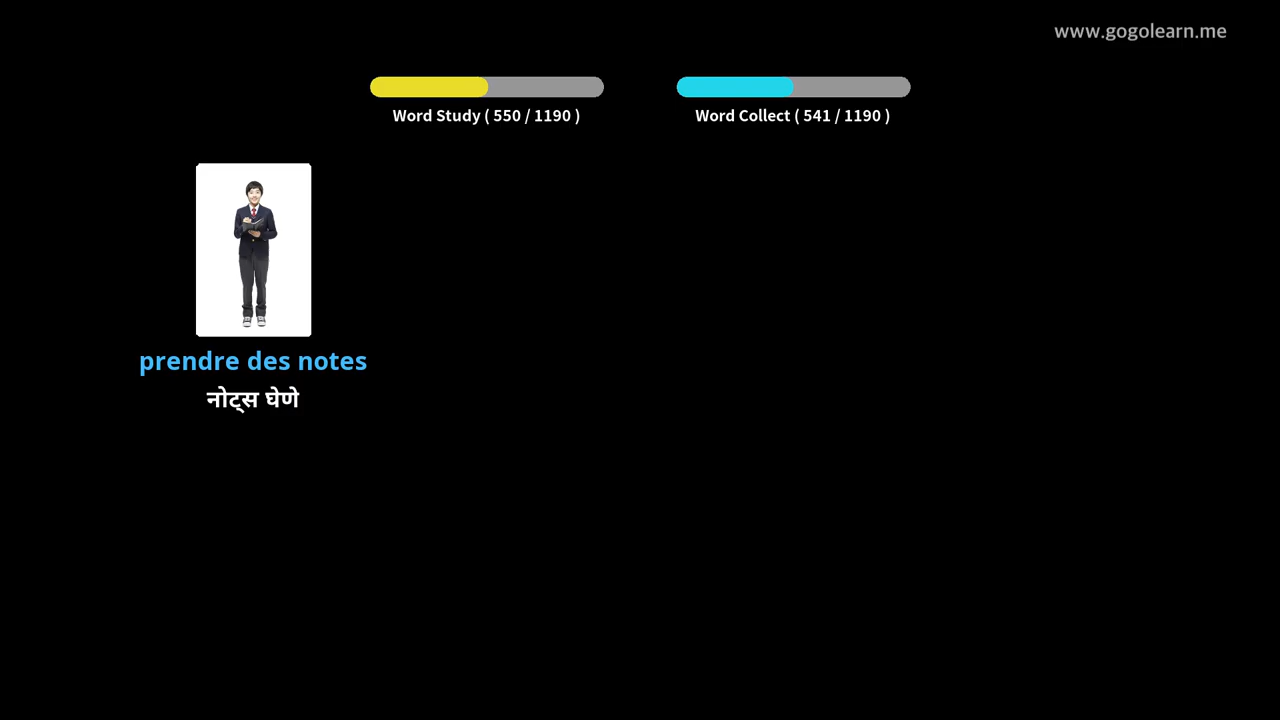 www.gogolearn.me
Word Study ( 550 / 1190 )
Word Collect ( 541 / 1190 )
prendre des notes
नोट्स घेणे